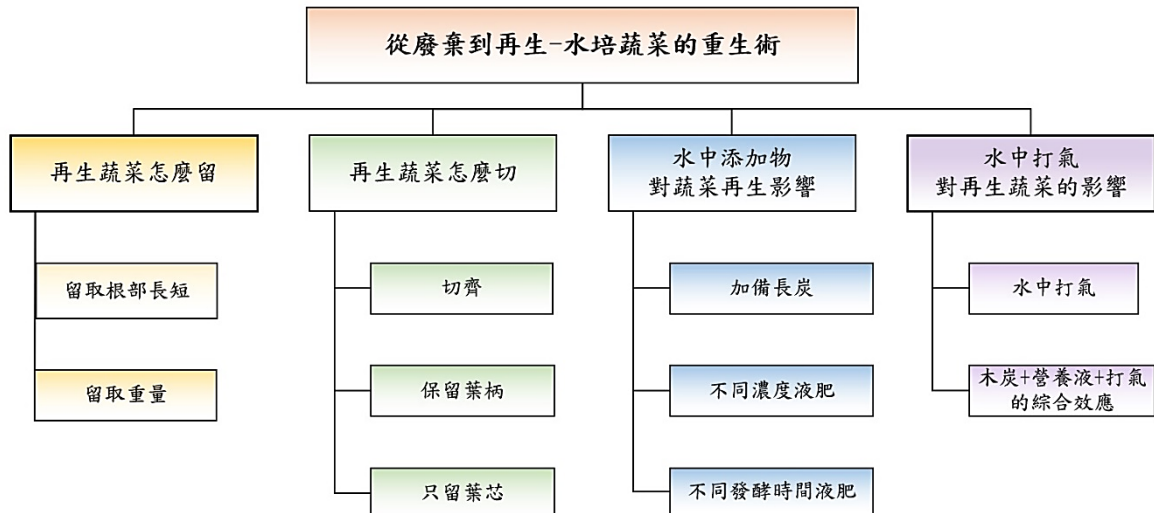 從廢棄到再生-水培蔬菜的重生術
再生蔬菜怎麼留
留取根部長短
留取重量
再生蔬菜怎麼切
切齊
保留葉柄
只留葉芯
水中添加物
對蔬菜再生影響
加備長炭
不同濃度液肥
不同發酵時間液肥
水中打氣
對再生蔬菜的影響
水中打氣
木炭+營養液+打氣
的綜合效應